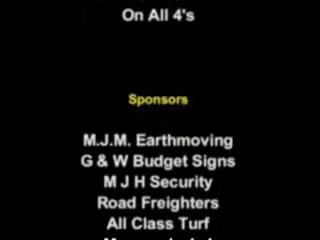 On All 4's
Sponsors
M.J.M. Earthmoving
G & W Budget Signs
M J H Security
Road Freighters
All Class Turf